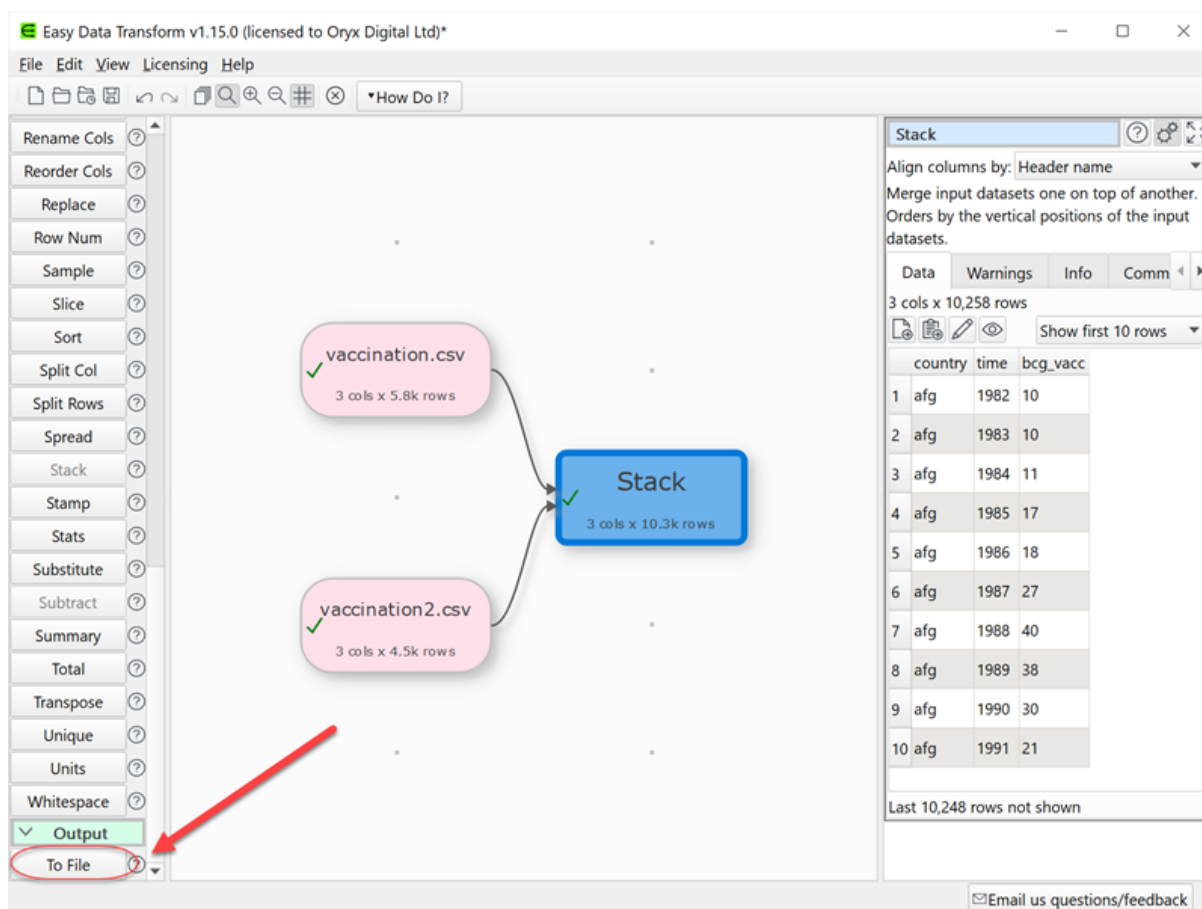 Easy Data Transform v1.15.0 (licensed to Oryx Digital Ltd)*
File Edit View Licensing Help
▾How Do I?
Rename Cols ?
Reorder Cols ?
Replace ?
Row Num ?
Sample ?
Slice ?
Sort ?
Split Col ?
Split Rows ?
Spread ?
Stack ?
Stamp ?
Stats ?
Substitute ?
Subtract ?
Summary ?
Total ?
Transpose ?
Unique ?
Units ?
Whitespace ?
Output
To File ?
vaccination.csv
3 cols x 5.8k rows
Stack
3 cols x 10.3k rows
vaccination2.csv
3 cols x 4.5k rows
Stack ?
Align columns by: Header name
Merge input datasets one on top of another.
Orders by the vertical positions of the input
datasets.
Data Warnings Info Comm
3 cols x 10,258 rows
Show first 10 rows
country time bcg_vacc
1 afg 1982 10
2 afg 1983 10
3 afg 1984 11
4 afg 1985 17
5 afg 1986 18
6 afg 1987 27
7 afg 1988 40
8 afg 1989 38
9 afg 1990 30
10 afg 1991 21
Last 10,248 rows not shown
Email us questions/feedback